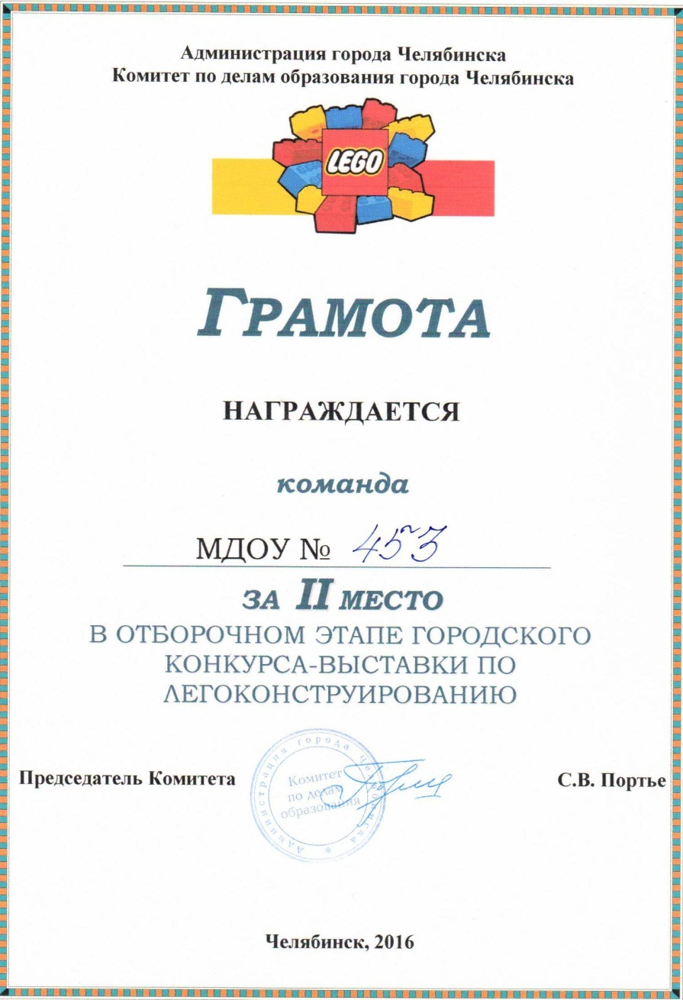 Администрация города Челябинска
Комитет по делам образования города Челябинска
LEGO
ГРАМОТА
НАГРАЖДАЕТСЯ
команда
МДОУ № 453
ЗА II МЕСТО
В ОТБОРОЧНОМ ЭТАПЕ ГОРОДСКОГО
КОНКУРСА-ВЫСТАВКИ ПО
ЛЕГОКОНСТРУИРОВАНИЮ
Председатель Комитета
Администрация города Челябинска *
Комитет
по делам
образования
С.В. Портье
Челябинск, 2016